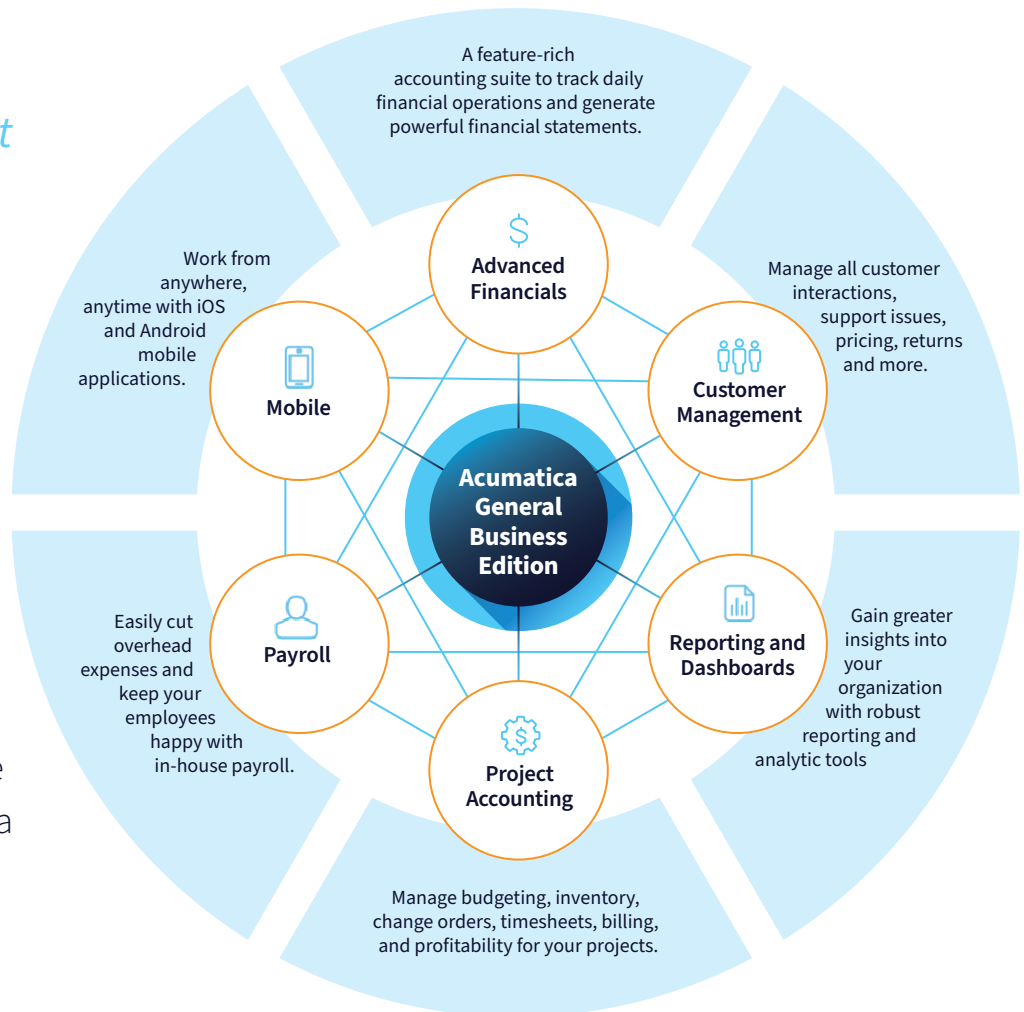 A feature-rich
accounting suite to track daily
financial operations and generate
powerful financial statements.
t
Advanced
Financials
Work from
anywhere,
anytime with iOS
and Android
mobile
applications.
Mobile
Manage all customer
interactions,
support issues,
pricing, returns
and more.
Customer
Management
Acumatica
General
Business
Edition
Easily cut
overhead
expenses and
keep your
employees
happy with
in-house payroll.
Payroll
Gain greater
insights into
your
organization
with robust
reporting and
analytic tools
Reporting and
Dashboards
e
a
Project
Accounting
Manage budgeting, inventory,
change orders, timesheets, billing,
and profitability for your projects.